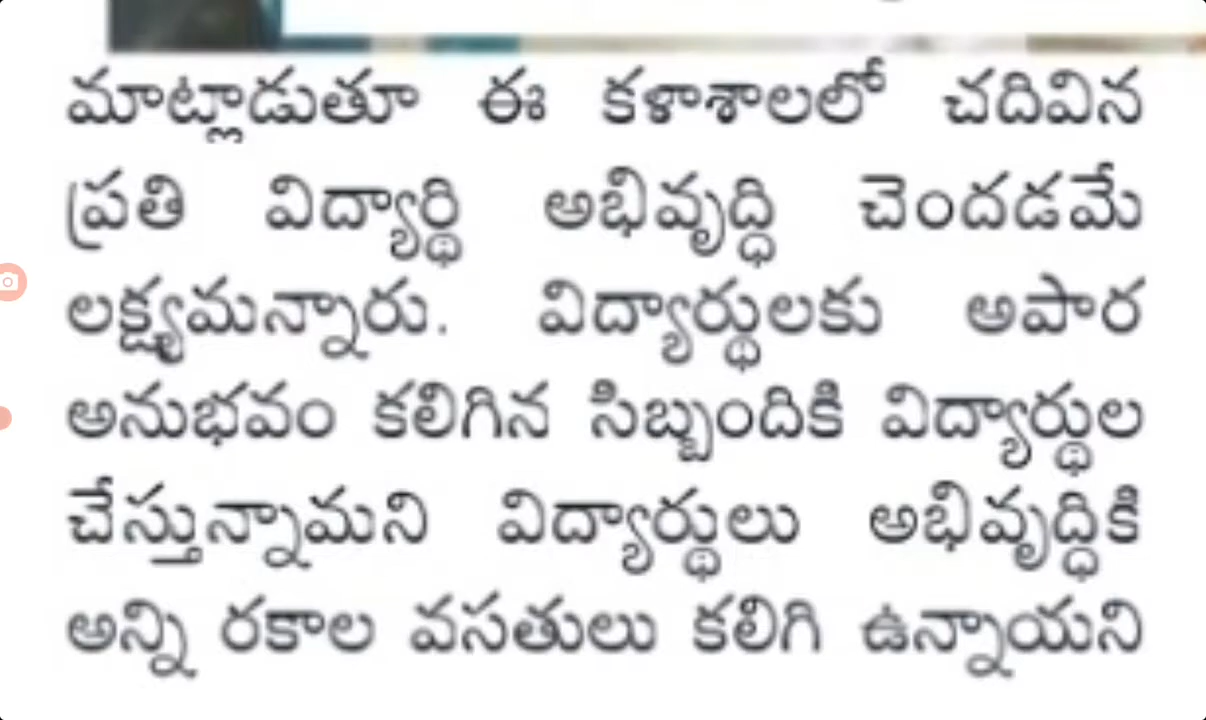 మాట్లాడుతూ ఈ కళాశాలలో చదివిన
ప్రతి విద్యార్థి అభివృద్ధి చెందడమే
లక్ష్యమన్నారు. విద్యార్థులకు అపార
అనుభవం కలిగిన సిబ్బందికి విద్యార్థుల
చేస్తున్నామని విద్యార్థులు అభివృద్ధికి
అన్ని రకాల వసతులు కలిగి ఉన్నాయని